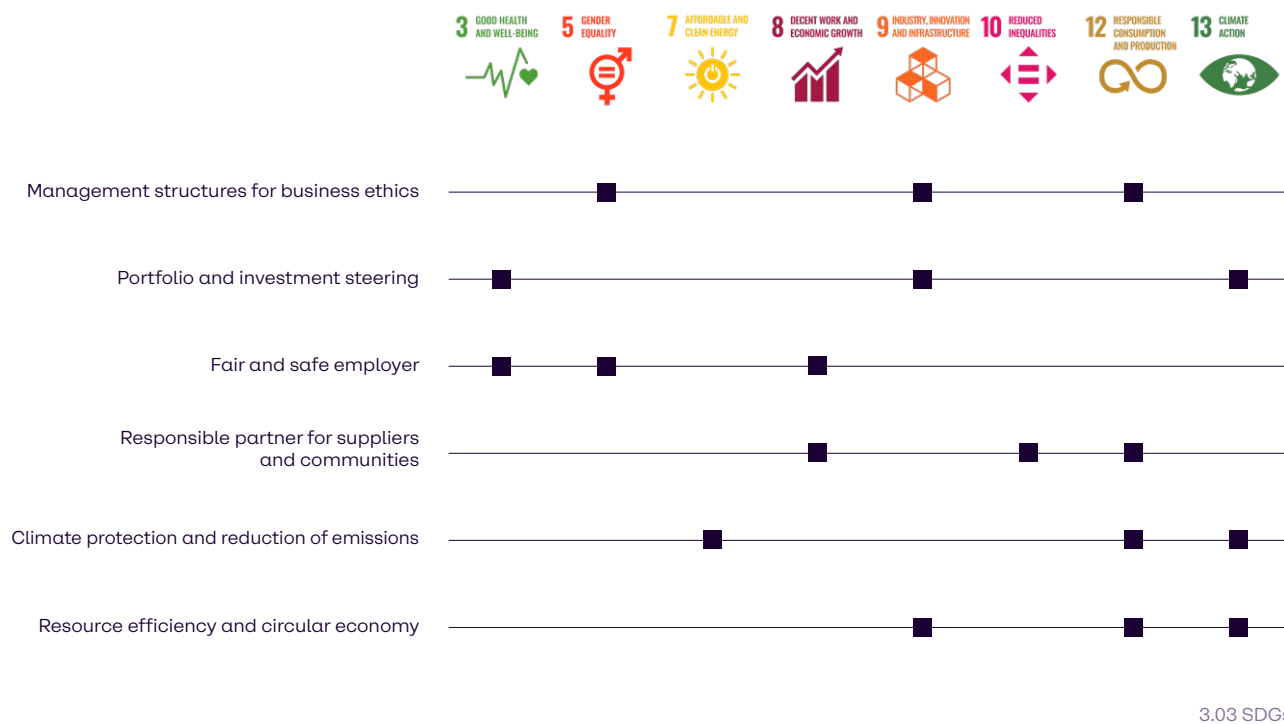 3 GOOD HEALTH
AND WELL-BEING
5 GENDER
EQUALITY
7 AFFORDABLE AND
CLEAN ENERGY
8 DECENT WORK AND
ECONOMIC GROWTH
9 INDUSTRY, INNOVATION
AND INFRASTRUCTURE
10 REDUCED
INEQUALITIES
12 RESPONSIBLE
CONSUMPTION
AND PRODUCTION
13 CLIMATE
ACTION
Management structures for business ethics
Portfolio and investment steering
Fair and safe employer
Responsible partner for suppliers
and communities
Climate protection and reduction of emissions
Resource efficiency and circular economy
3.03 SDGs